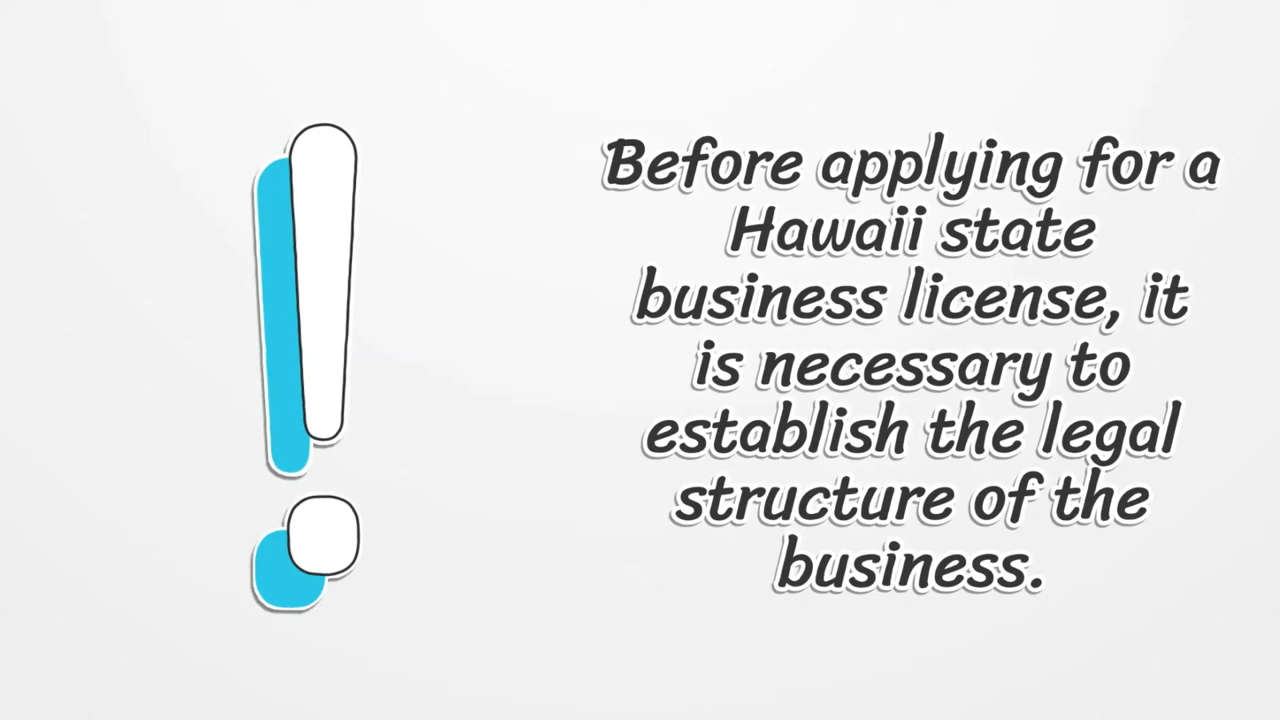 Before applying for a
Hawaii state
business license, it
is necessary to
establish the legal
structure of the
business.